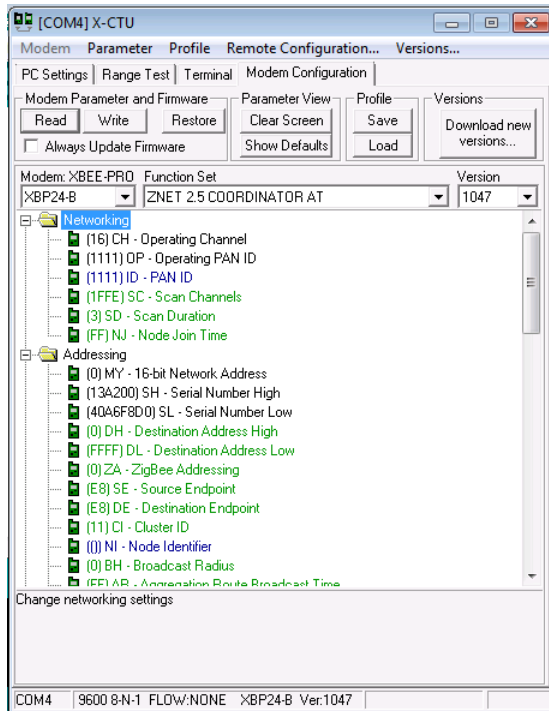 [COM4] X-CTU
Modem Parameter Profile Remote Configuration... Versions...
PC Settings Range Test Terminal Modem Configuration
Modem Parameter and Firmware Parameter View Profile Versions
Read Write Restore Clear Screen Save Download new versions...
Always Update Firmware Show Defaults Load
Modem: XBEE-PRO Function Set Version
XBP24-B ZNET 2.5 COORDINATOR AT 1047
Networking
(16) CH - Operating Channel
(1111) OP - Operating PAN ID
(1111) ID - PAN ID
(1FFE) SC - Scan Channels
(3) SD - Scan Duration
(FF) NJ - Node Join Time
Addressing
(0) MY - 16-bit Network Address
(13A200) SH - Serial Number High
(40A6F8D0) SL - Serial Number Low
(0) DH - Destination Address High
(FFFF) DL - Destination Address Low
(0) ZA - ZigBee Addressing
(E8) SE - Source Endpoint
(E8) DE - Destination Endpoint
(11) CI - Cluster ID
(()) NI - Node Identifier
(0) BH - Broadcast Radius
(FF) AR - Aggregation Route Broadcast Time
Change networking settings
COM4 9600 8-N-1 FLOW:NONE XBP24-B Ver:1047